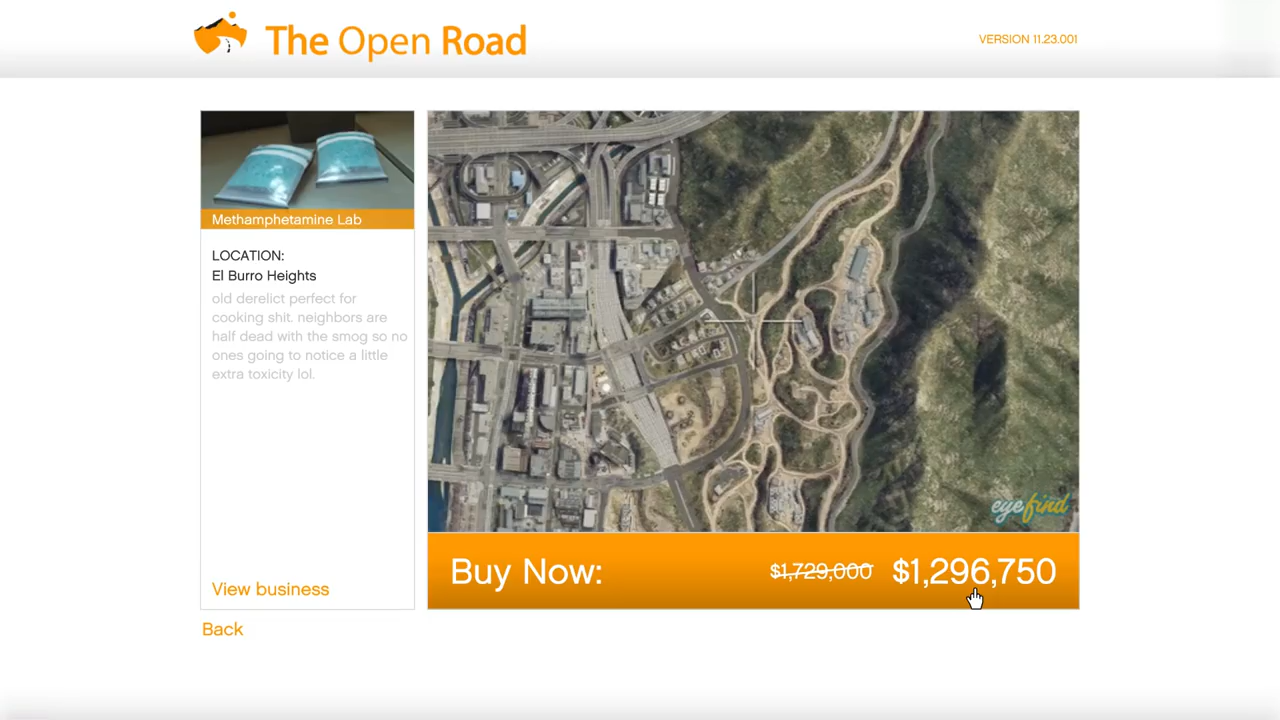 The Open Road
VERSION 11.23.001
Methamphetamine Lab
LOCATION:
El Burro Heights
old derelict perfect for
cooking shit. neighbors are
half dead with the smog so no
ones going to notice a little
extra toxicity lol.
View business
eyefind
Buy Now:
$1,729,000
$1,296,750
Back